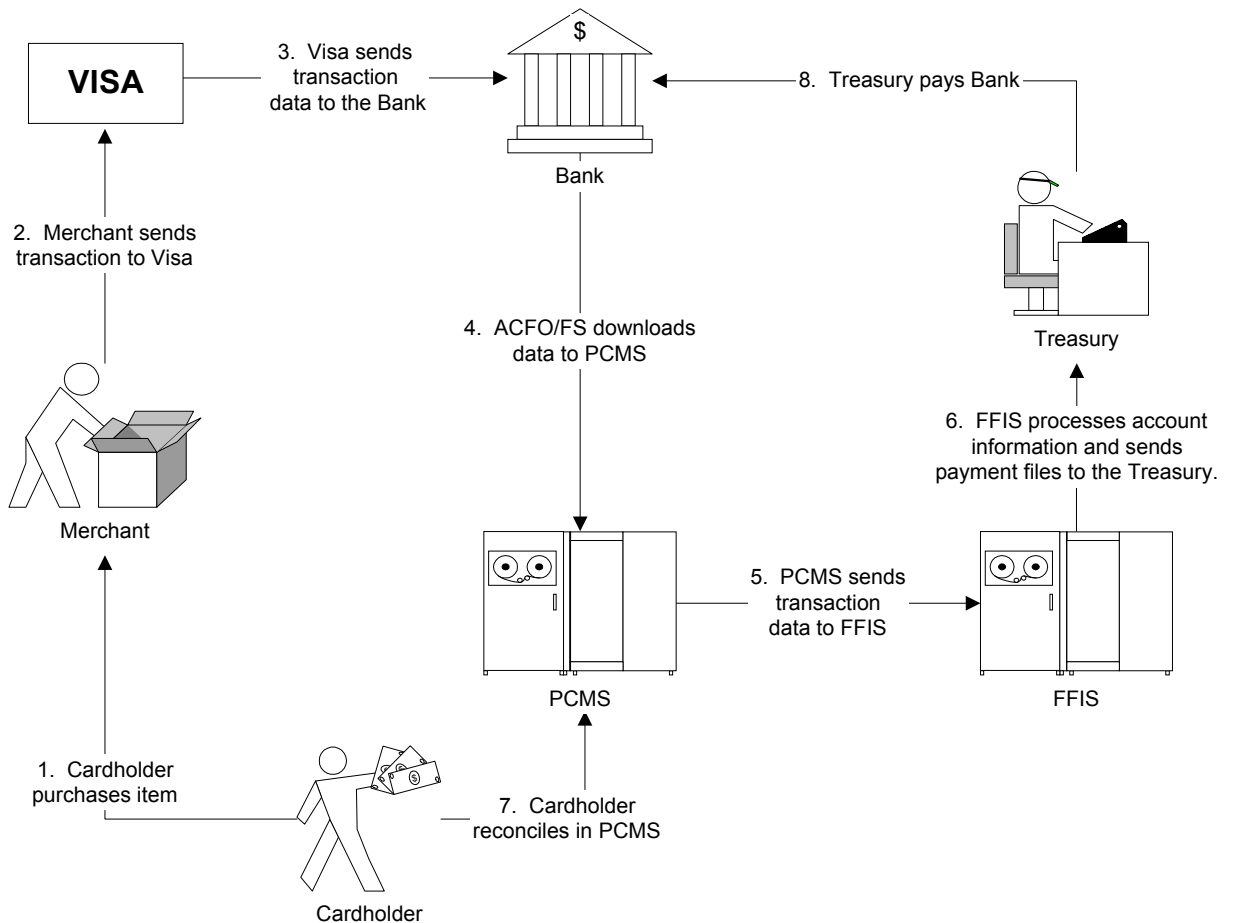 VISA
3. Visa sends
transaction
data to the Bank
$
Bank
8. Treasury pays Bank
2. Merchant sends
transaction to Visa
Treasury
4. ACFO/FS downloads
data to PCMS
6. FFIS processes account
information and sends
payment files to the Treasury.
Merchant
5. PCMS sends
transaction
data to FFIS
PCMS
FFIS
1. Cardholder
purchases item
$
7. Cardholder
reconciles in PCMS
Cardholder